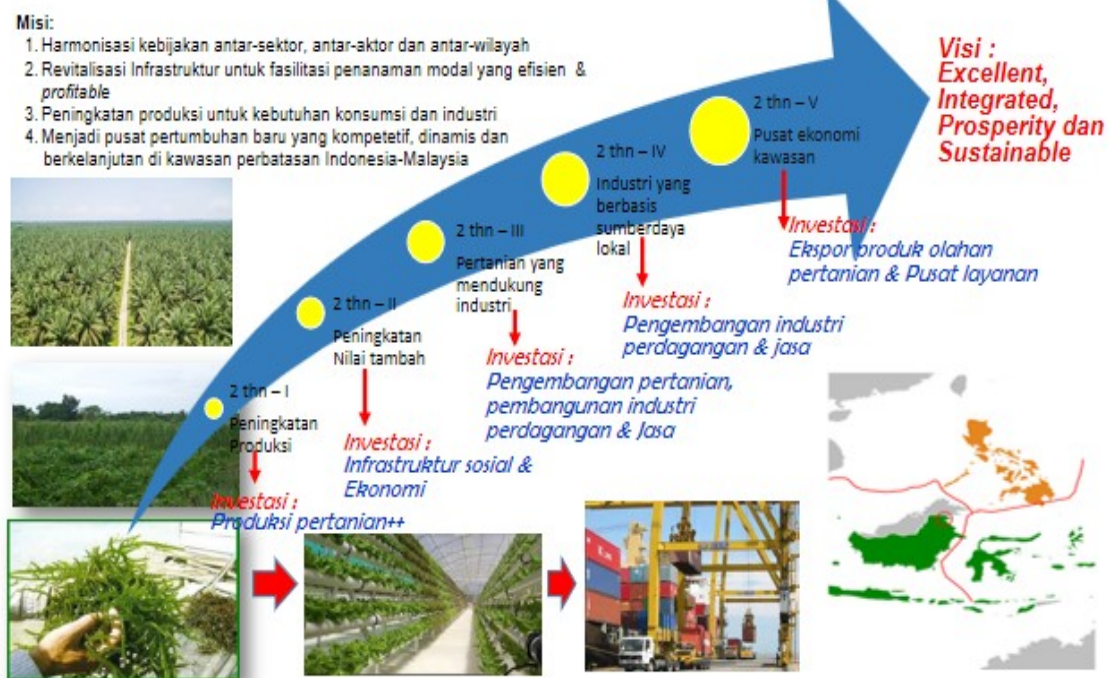 Misi:
1. Harmonisasi kebijakan antar-sektor, antar-aktor dan antar-wilayah
2. Revitalisasi Infrastruktur untuk fasilitasi penanaman modal yang efisien &
profitable
3. Peningkatan produksi untuk kebutuhan konsumsi dan industri
4. Menjadi pusat pertumbuhan baru yang kompetetif, dinamis dan
berkelanjutan di kawasan perbatasan Indonesia-Malaysia
Visi :
Excellent,
Integrated,
Prosperity dan
Sustainable
2 thn – V
Pusat ekonomi
kawasan
Investasi :
Ekspor produk olahan
pertanian & Pusat layanan
2 thn – IV
Industri yang
berbasis
sumberdaya
lokal
Investasi :
Pengembangan industri
perdagangan & jasa
2 thn – III
Pertanian yang
mendukung
industri
Investasi :
Pengembangan pertanian,
pembangunan industri
perdagangan & Jasa
2 thn – II
Peningkatan
Nilai tambah
Investasi :
Infrastruktur sosial &
Ekonomi
2 thn – I
Peningkatan
Produksi
Investasi :
Produksi pertanian++